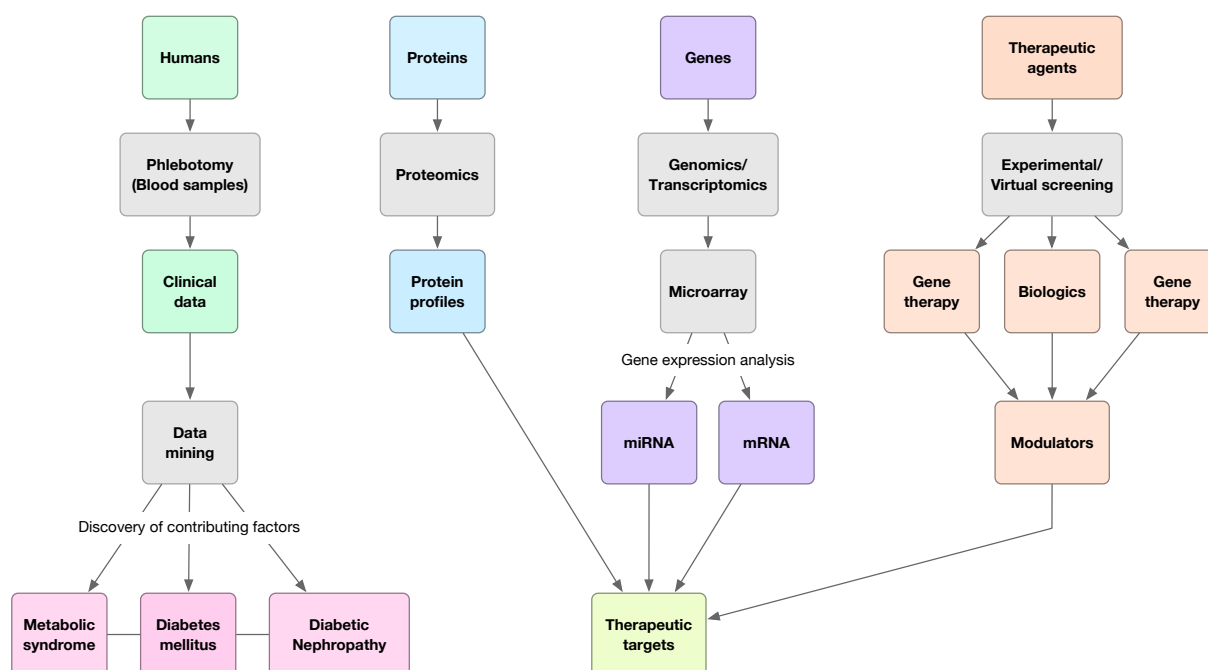 Humans
Proteins
Genes
Therapeutic
agents
Phlebotomy
(Blood samples)
Proteomics
Genomics/
Transcriptomics
Experimental/
Virtual screening
Clinical
data
Protein
profiles
Microarray
Gene
therapy
Biologics
Gene
therapy
Gene expression analysis
Data
mining
miRNA
mRNA
Modulators
Discovery of contributing factors
Metabolic
syndrome
Diabetes
mellitus
Diabetic
Nephropathy
Therapeutic
targets